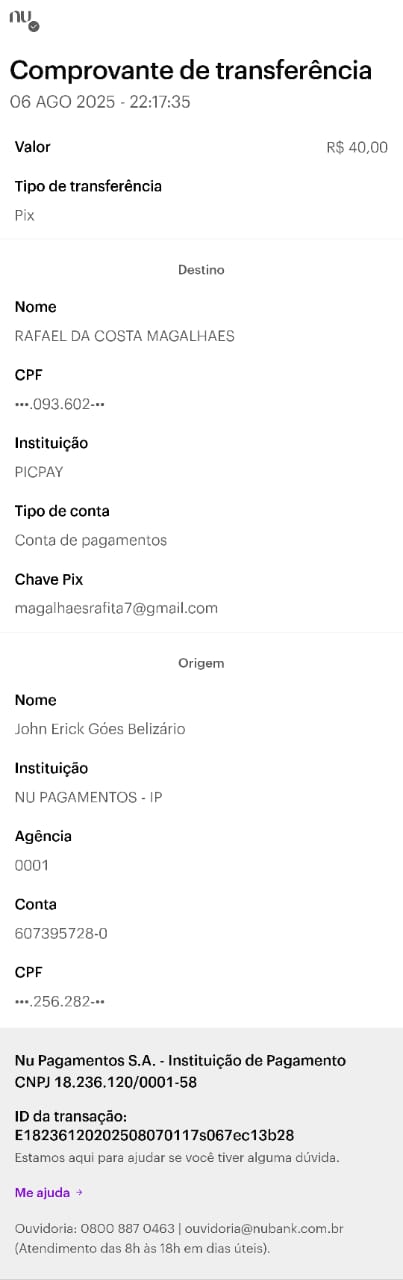 nu
Comprovante de transferência
06 AGO 2025 - 22:17:35
Valor R$ 40,00
Tipo de transferência
Pix
Destino
Nome
RAFAEL DA COSTA MAGALHAES
CPF
•••.093.602-••
Instituição
PICPAY
Tipo de conta
Conta de pagamentos
Chave Pix
magalhaesrafita7@gmail.com
Origem
Nome
John Erick Góes Belizário
Instituição
NU PAGAMENTOS - IP
Agência
0001
Conta
607395728-0
CPF
•••.256.282-••
Nu Pagamentos S.A. - Instituição de Pagamento
CNPJ 18.236.120/0001-58
ID da transação:
E18236120202508070117s067ec13b28
Estamos aqui para ajudar se você tiver alguma dúvida.
Me ajuda →
Ouvidoria: 0800 887 0463 | ouvidoria@nubank.com.br
(Atendimento das 8h às 18h em dias úteis).